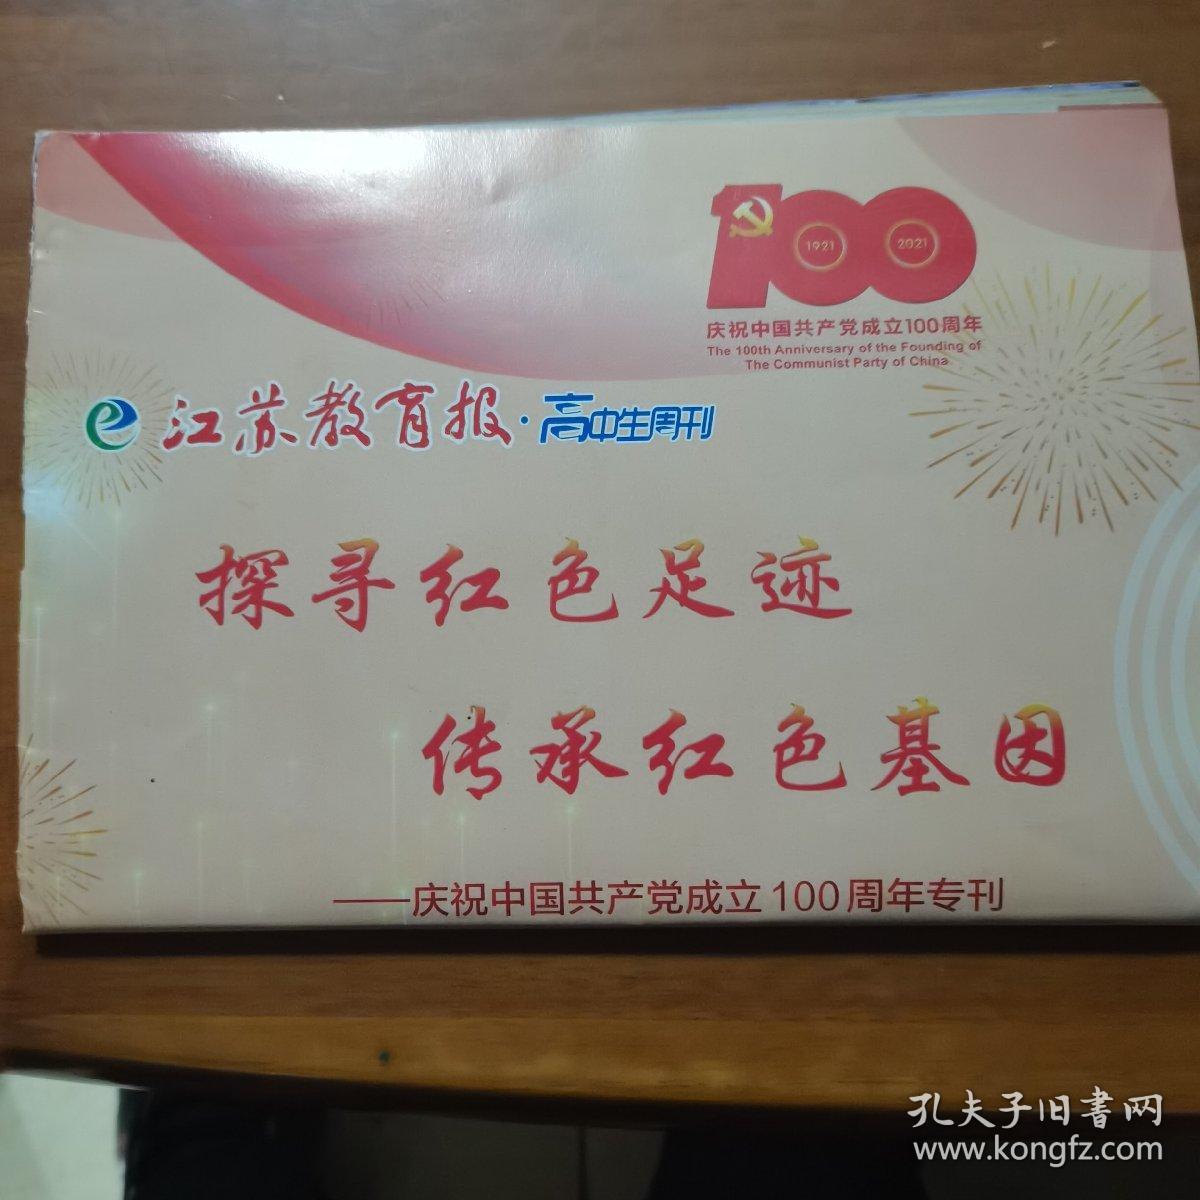 100
1921
2021
庆祝中国共产党成立100周年
The 100th Anniversary of the Founding of
The Communist Party of China
江苏教育报·高中生周刊
探寻红色足迹
传承红色基因
——庆祝中国共产党成立100周年专刊
孔夫子旧書网
www.kongfz.com